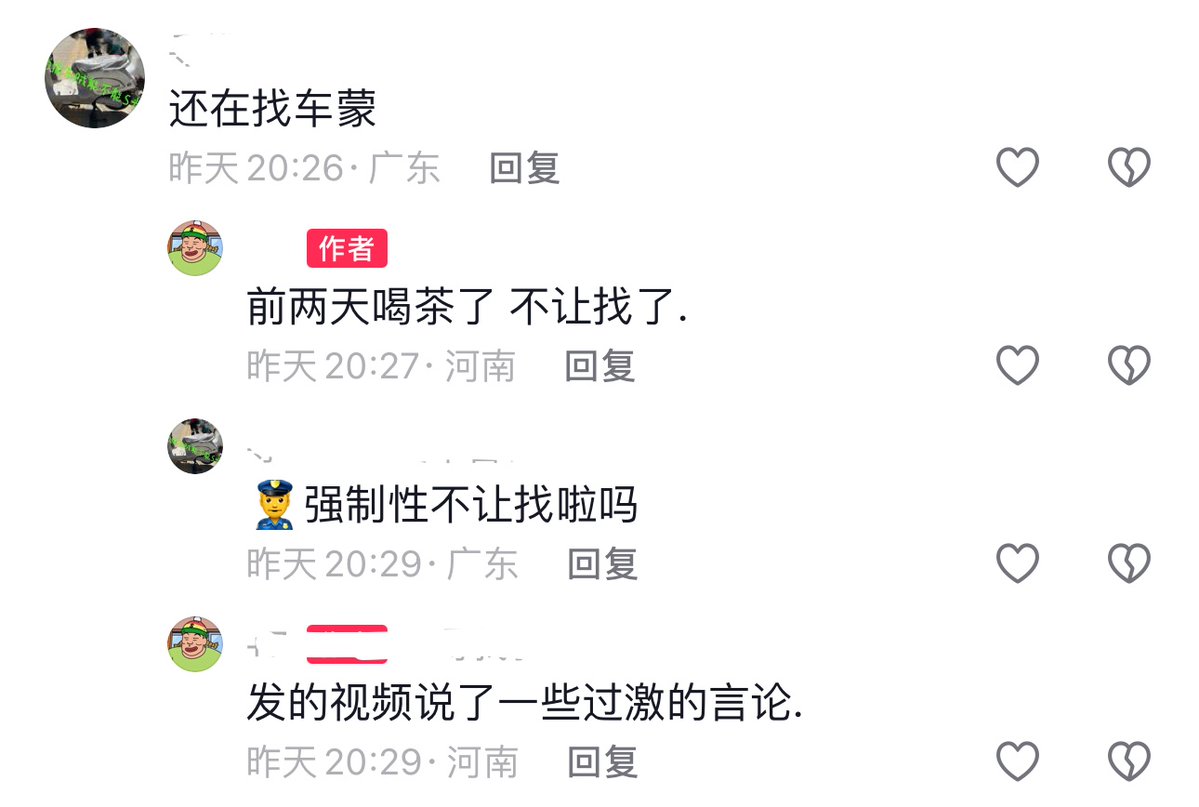 还在找车蒙
昨天 20:26 · 广东 回复
作者
前两天喝茶了 不让找了.
昨天 20:27 · 河南 回复
👮强制性不让找啦吗
昨天 20:29 · 广东 回复
发的视频说了一些过激的言论.
昨天 20:29 · 河南 回复